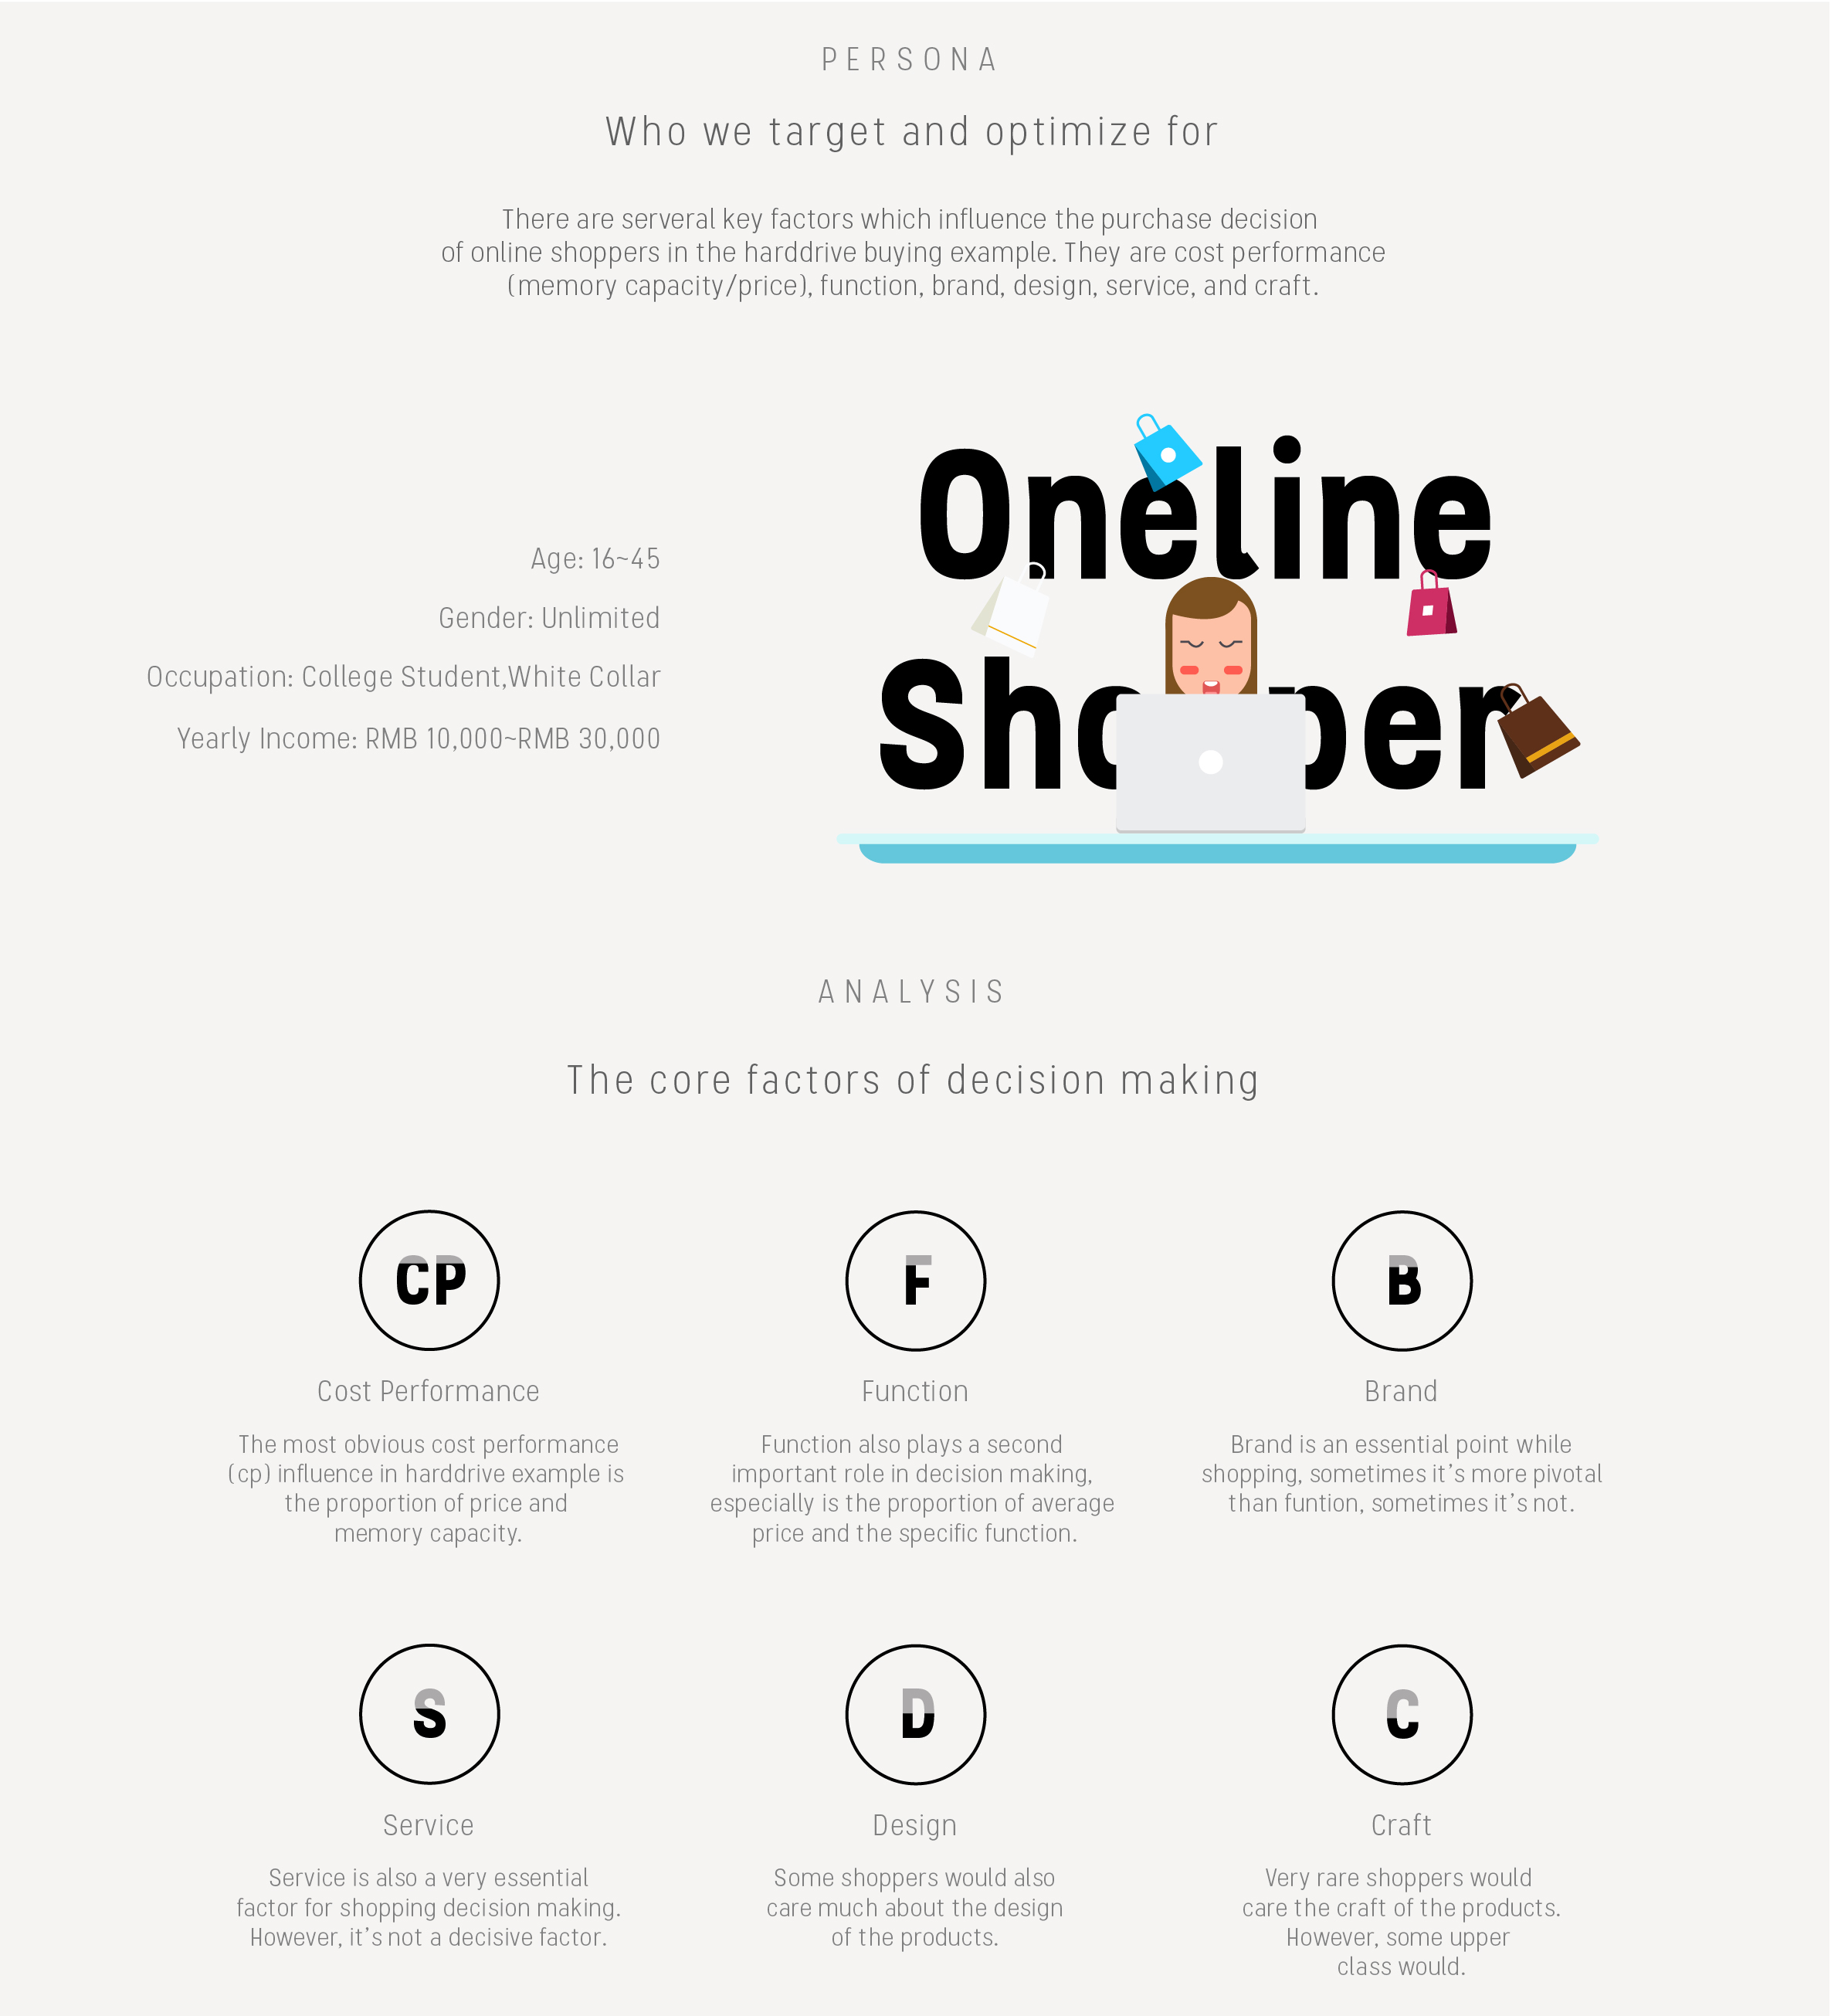 PERSONA
Who we target and optimize for
There are serveral key factors which influence the purchase decision
of online shoppers in the harddrive buying example. They are cost performance
(memory capacity/price), function, brand, design, service, and craft.
Oneline
Shopper
Age: 16~45
Gender: Unlimited
Occupation: College Student,White Collar
Yearly Income: RMB 10,000~RMB 30,000
ANALYSIS
The core factors of decision making
CP
Cost Performance
The most obvious cost performance
(cp) influence in harddrive example is
the proportion of price and
memory capacity.
F
Function
Function also plays a second
important role in decision making,
especially is the proportion of average
price and the specific function.
B
Brand
Brand is an essential point while
shopping, sometimes it's more pivotal
than funtion, sometimes it's not.
S
Service
Service is also a very essential
factor for shopping decision making.
However, it's not a decisive factor.
D
Design
Some shoppers would also
care much about the design
of the products.
C
Craft
Very rare shoppers would
care the craft of the products.
However, some upper
class would.